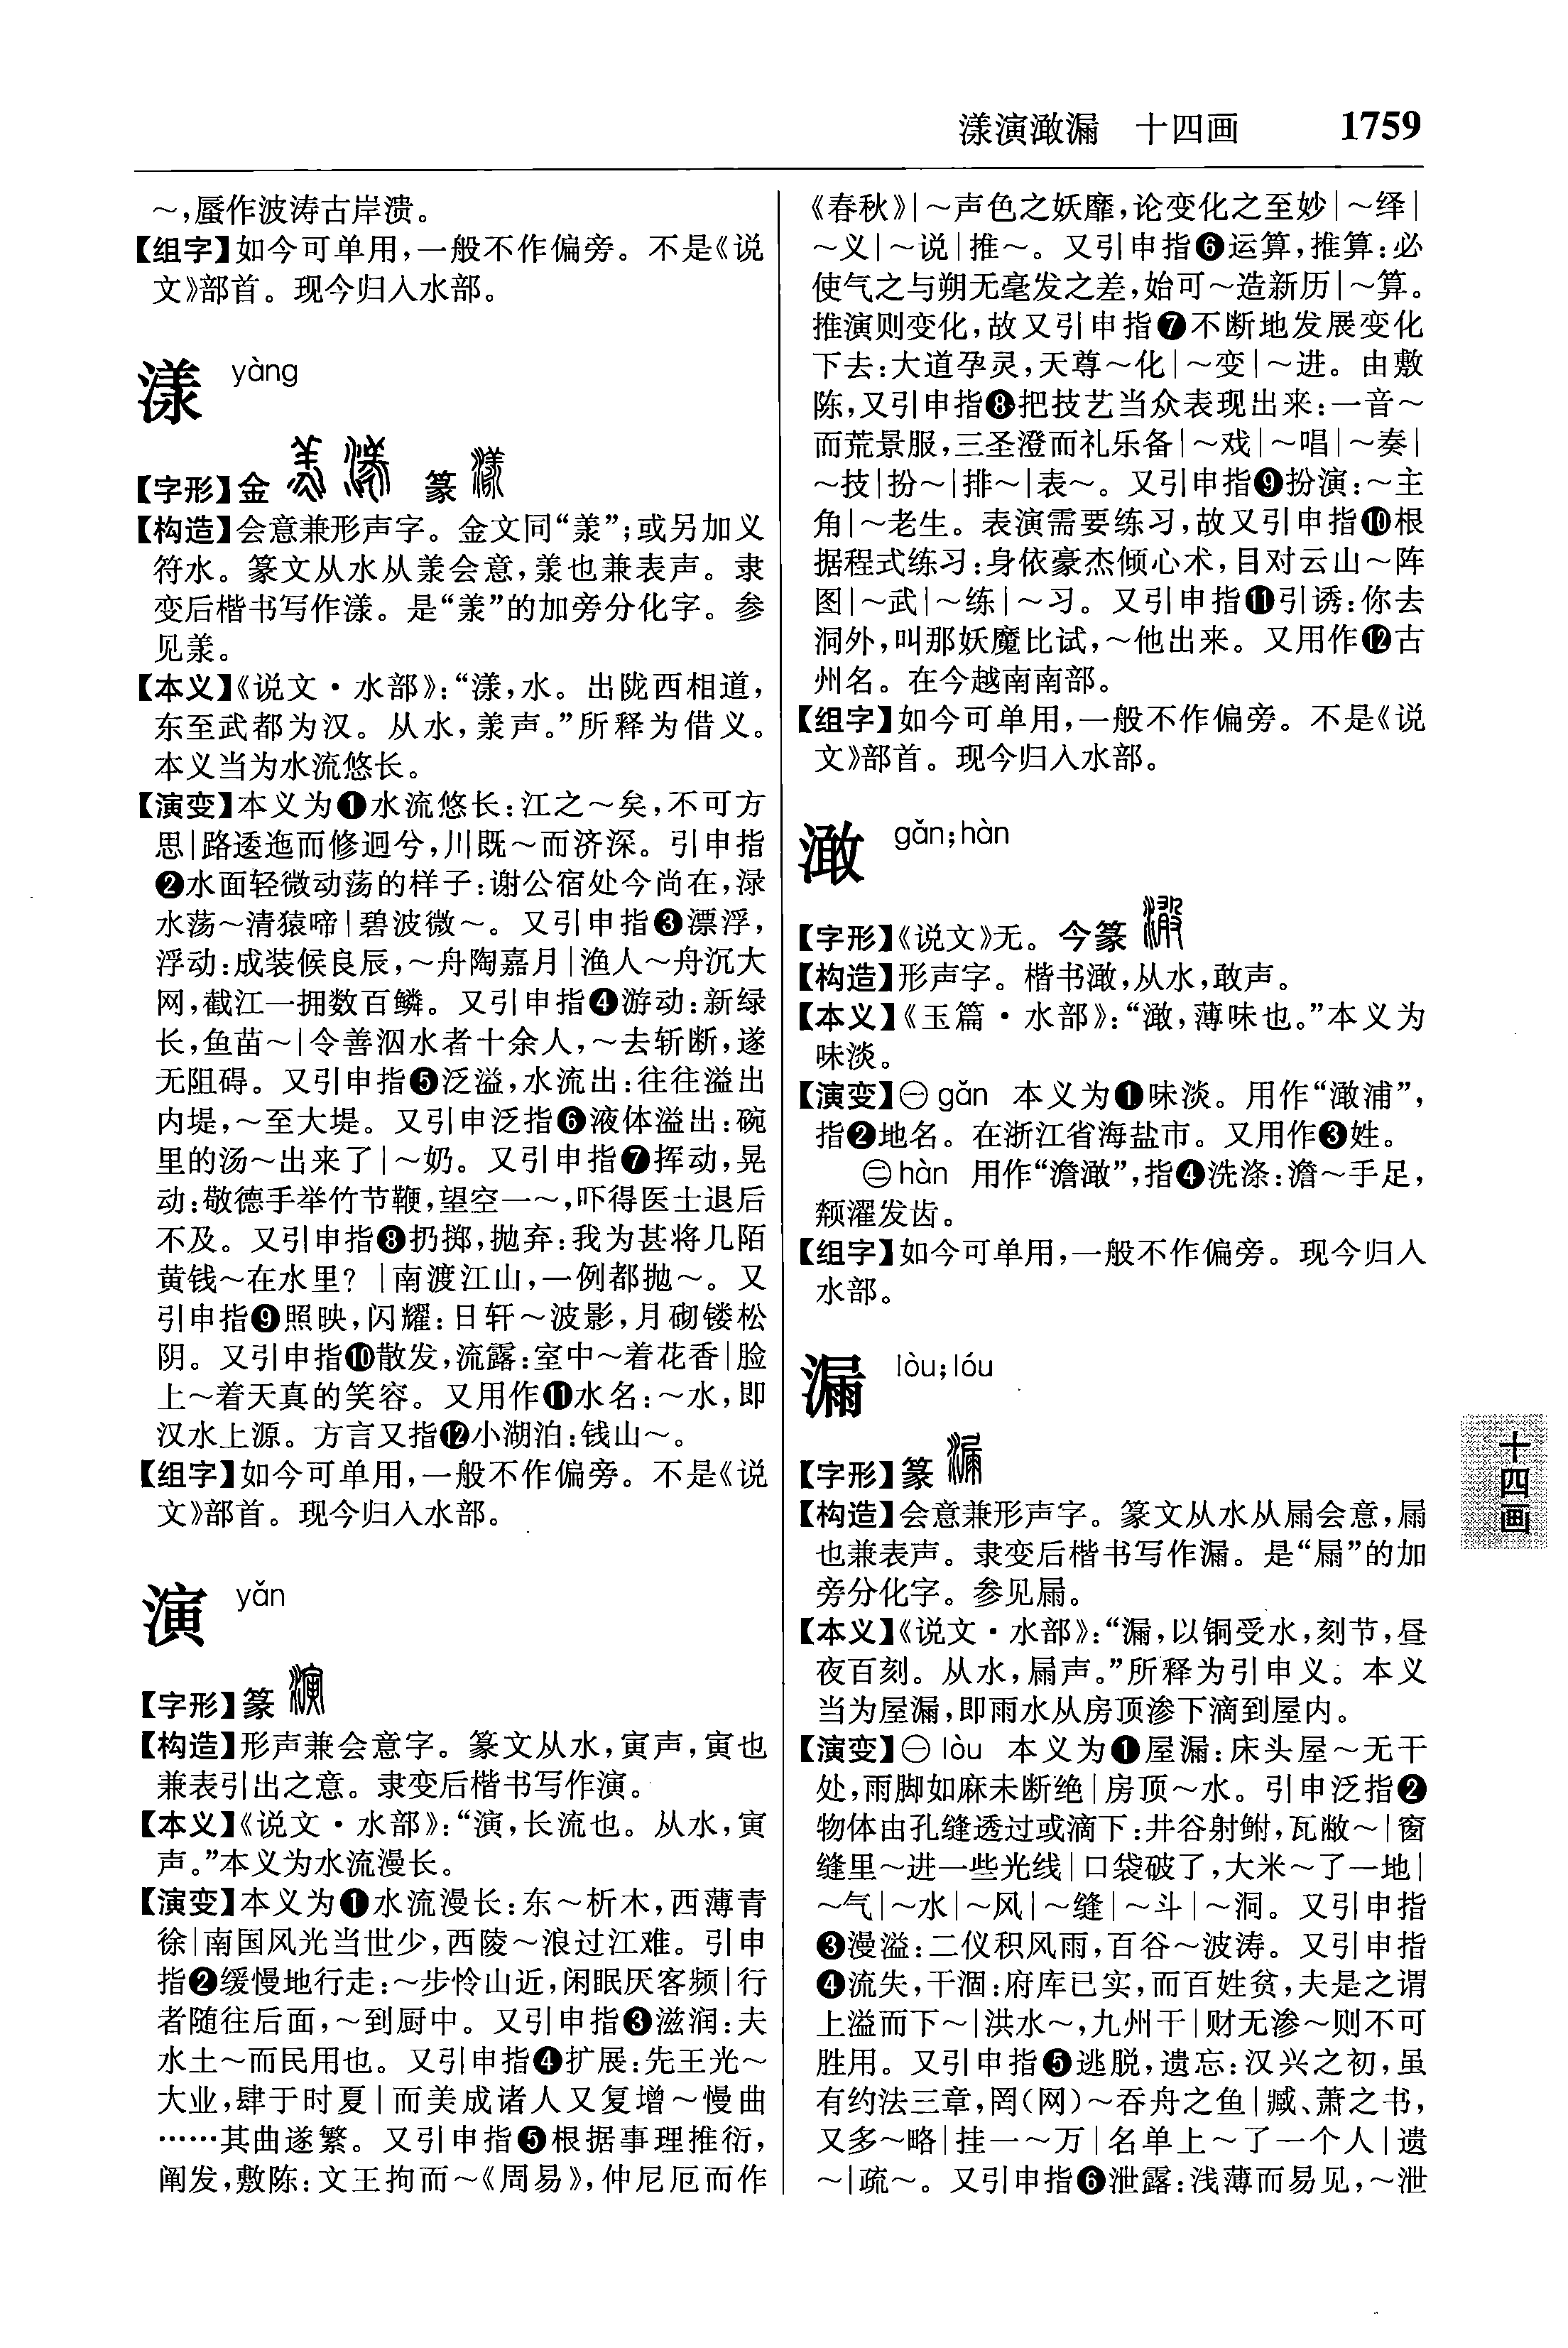 漾演澉漏　十四画　1759
～,蜃作波涛古岸溃。
【组字】如今可单用,一般不作偏旁。不是《说
文》部首。现今归入水部。
漾 yàng
【字形】金 篆
【构造】会意兼形声字。金文同“羕”;或另加义
符水。篆文从水从羕会意,羕也兼表声。隶
变后楷书写作漾。是“羕”的加旁分化字。参
见羕。
【本义】《说文·水部》:“漾,水。出陇西相道,
东至武都为汉。从水,羕声。”所释为借义。
本义当为水流悠长。
【演变】本义为❶水流悠长:江之～矣,不可方
思|路逶迤而修迥兮,川既～而济深。引申指
❷水面轻微动荡的样子:谢公宿处今尚在,渌
水荡～清猿啼|碧波微～。又引申指❸漂浮,
浮动:成装候良辰,～舟陶嘉月|渔人～舟沉大
网,截江一拥数百鳞。又引申指❹游动:新绿
长,鱼苗～|令善泅水者十余人,～去斩断,遂
无阻碍。又引申指❺泛溢,水流出:往往溢出
内堤,～至大堤。又引申泛指❻液体溢出:碗
里的汤～出来了|～奶。又引申指❼挥动,晃
动:敬德手举竹节鞭,望空一～,吓得医士退后
不及。又引申指❽扔掷,抛弃:我为甚将几陌
黄钱～在水里?|南渡江山,一例都抛～。又
引申指❾照映,闪耀:日轩～波影,月砌镂松
阴。又引申指❿散发,流露:室中～着花香|脸
上～着天真的笑容。又用作⓫水名:～水,即
汉水上源。方言又指⓬小湖泊:钱山～。
【组字】如今可单用,一般不作偏旁。不是《说
文》部首。现今归入水部。
演 yǎn
【字形】篆
【构造】形声兼会意字。篆文从水,寅声,寅也
兼表引出之意。隶变后楷书写作演。
【本义】《说文·水部》:“演,长流也。从水,寅
声。”本义为水流漫长。
【演变】本义为❶水流漫长:东～析木,西薄青
徐|南国风光当世少,西陵～浪过江难。引申
指❷缓慢地行走:～步怜山近,闲眠厌客频|行
者随往后面,～到厨中。又引申指❸滋润:夫
水土～而民用也。又引申指❹扩展:先王光～
大业,肆于时夏|而美成诸人又复增～慢曲
……其曲遂繁。又引申指❺根据事理推衍,
阐发,敷陈:文王拘而～《周易》,仲尼厄而作
《春秋》|～声色之妖靡,论变化之至妙|～绎|
～义|～说|推～。又引申指❻运算,推算:必
使气之与朔无毫发之差,始可～造新历|～算。
推演则变化,故又引申指❼不断地发展变化
下去:大道孕灵,天尊～化|～变|～进。由敷
陈,又引申指❽把技艺当众表现出来:一音～
而荒景服,三圣澄而礼乐备|～戏|～唱|～奏|
～技|扮～|排～|表～。又引申指❾扮演:～主
角|～老生。表演需要练习,故又引申指❿根
据程式练习:身依豪杰倾心术,目对云山～阵
图|～武|～练|～习。又引申指⓫引诱:你去
洞外,叫那妖魔比试,～他出来。又用作⓬古
州名。在今越南南部。
【组字】如今可单用,一般不作偏旁。不是《说
文》部首。现今归入水部。
澉 gǎn;hàn
【字形】《说文》无。今篆
【构造】形声字。楷书澉,从水,敢声。
【本义】《玉篇·水部》:“澉,薄味也。”本义为
味淡。
【演变】㊀gǎn 本义为❶味淡。用作“澉浦”,
指❷地名。在浙江省海盐市。又用作❸姓。
㊁hàn 用作“澹澉”,指❹洗涤:澹～手足,
颒濯发齿。
【组字】如今可单用,一般不作偏旁。现今归入
水部。
漏 lòu;lóu
【字形】篆
【构造】会意兼形声字。篆文从水从屚会意,屚
也兼表声。隶变后楷书写作漏。是“屚”的加
旁分化字。参见屚。
【本义】《说文·水部》:“漏,以铜受水,刻节,昼
夜百刻。从水,屚声。”所释为引申义。本义
当为屋漏,即雨水从房顶渗下滴到屋内。
【演变】㊀lòu 本义为❶屋漏:床头屋～无干
处,雨脚如麻未断绝|房顶～水。引申泛指❷
物体由孔缝透过或滴下:井谷射鲋,瓦敝～|窗
缝里～进一些光线|口袋破了,大米～了一地|
～气|～水|～风|～缝|～斗|～洞。又引申指
❸漫溢:二仪积风雨,百谷～波涛。又引申指
❹流失,干涸:府库已实,而百姓贫,夫是之谓
上溢而下～|洪水～,九州干|财无渗～则不可
胜用。又引申指❺逃脱,遗忘:汉兴之初,虽
有约法三章,罔(网)～吞舟之鱼|臧、萧之书,
又多～略|挂一～万|名单上～了一个人|遗
～|疏～。又引申指❻泄露:浅薄而易见,～泄
十四画